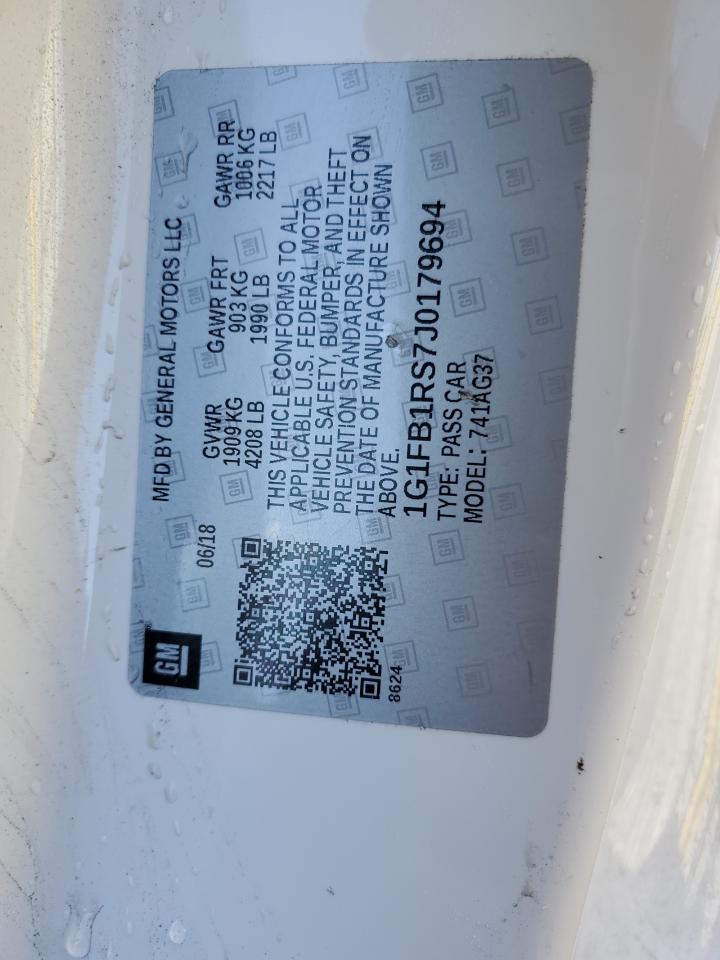 GM
MFD BY GENERAL MOTORS LLC
06/18
GVWR GAWR FRT GAWR RR
1909 KG 903 KG 1006 KG
4208 LB 1990 LB 2217 LB
THIS VEHICLE CONFORMS TO ALL
APPLICABLE U.S. FEDERAL MOTOR
VEHICLE SAFETY, BUMPER, AND THEFT
PREVENTION STANDARDS IN EFFECT ON
THE DATE OF MANUFACTURE SHOWN
ABOVE.
8624
1G1FB1RS7J0179694
TYPE: PASS CAR
MODEL: 741AG37